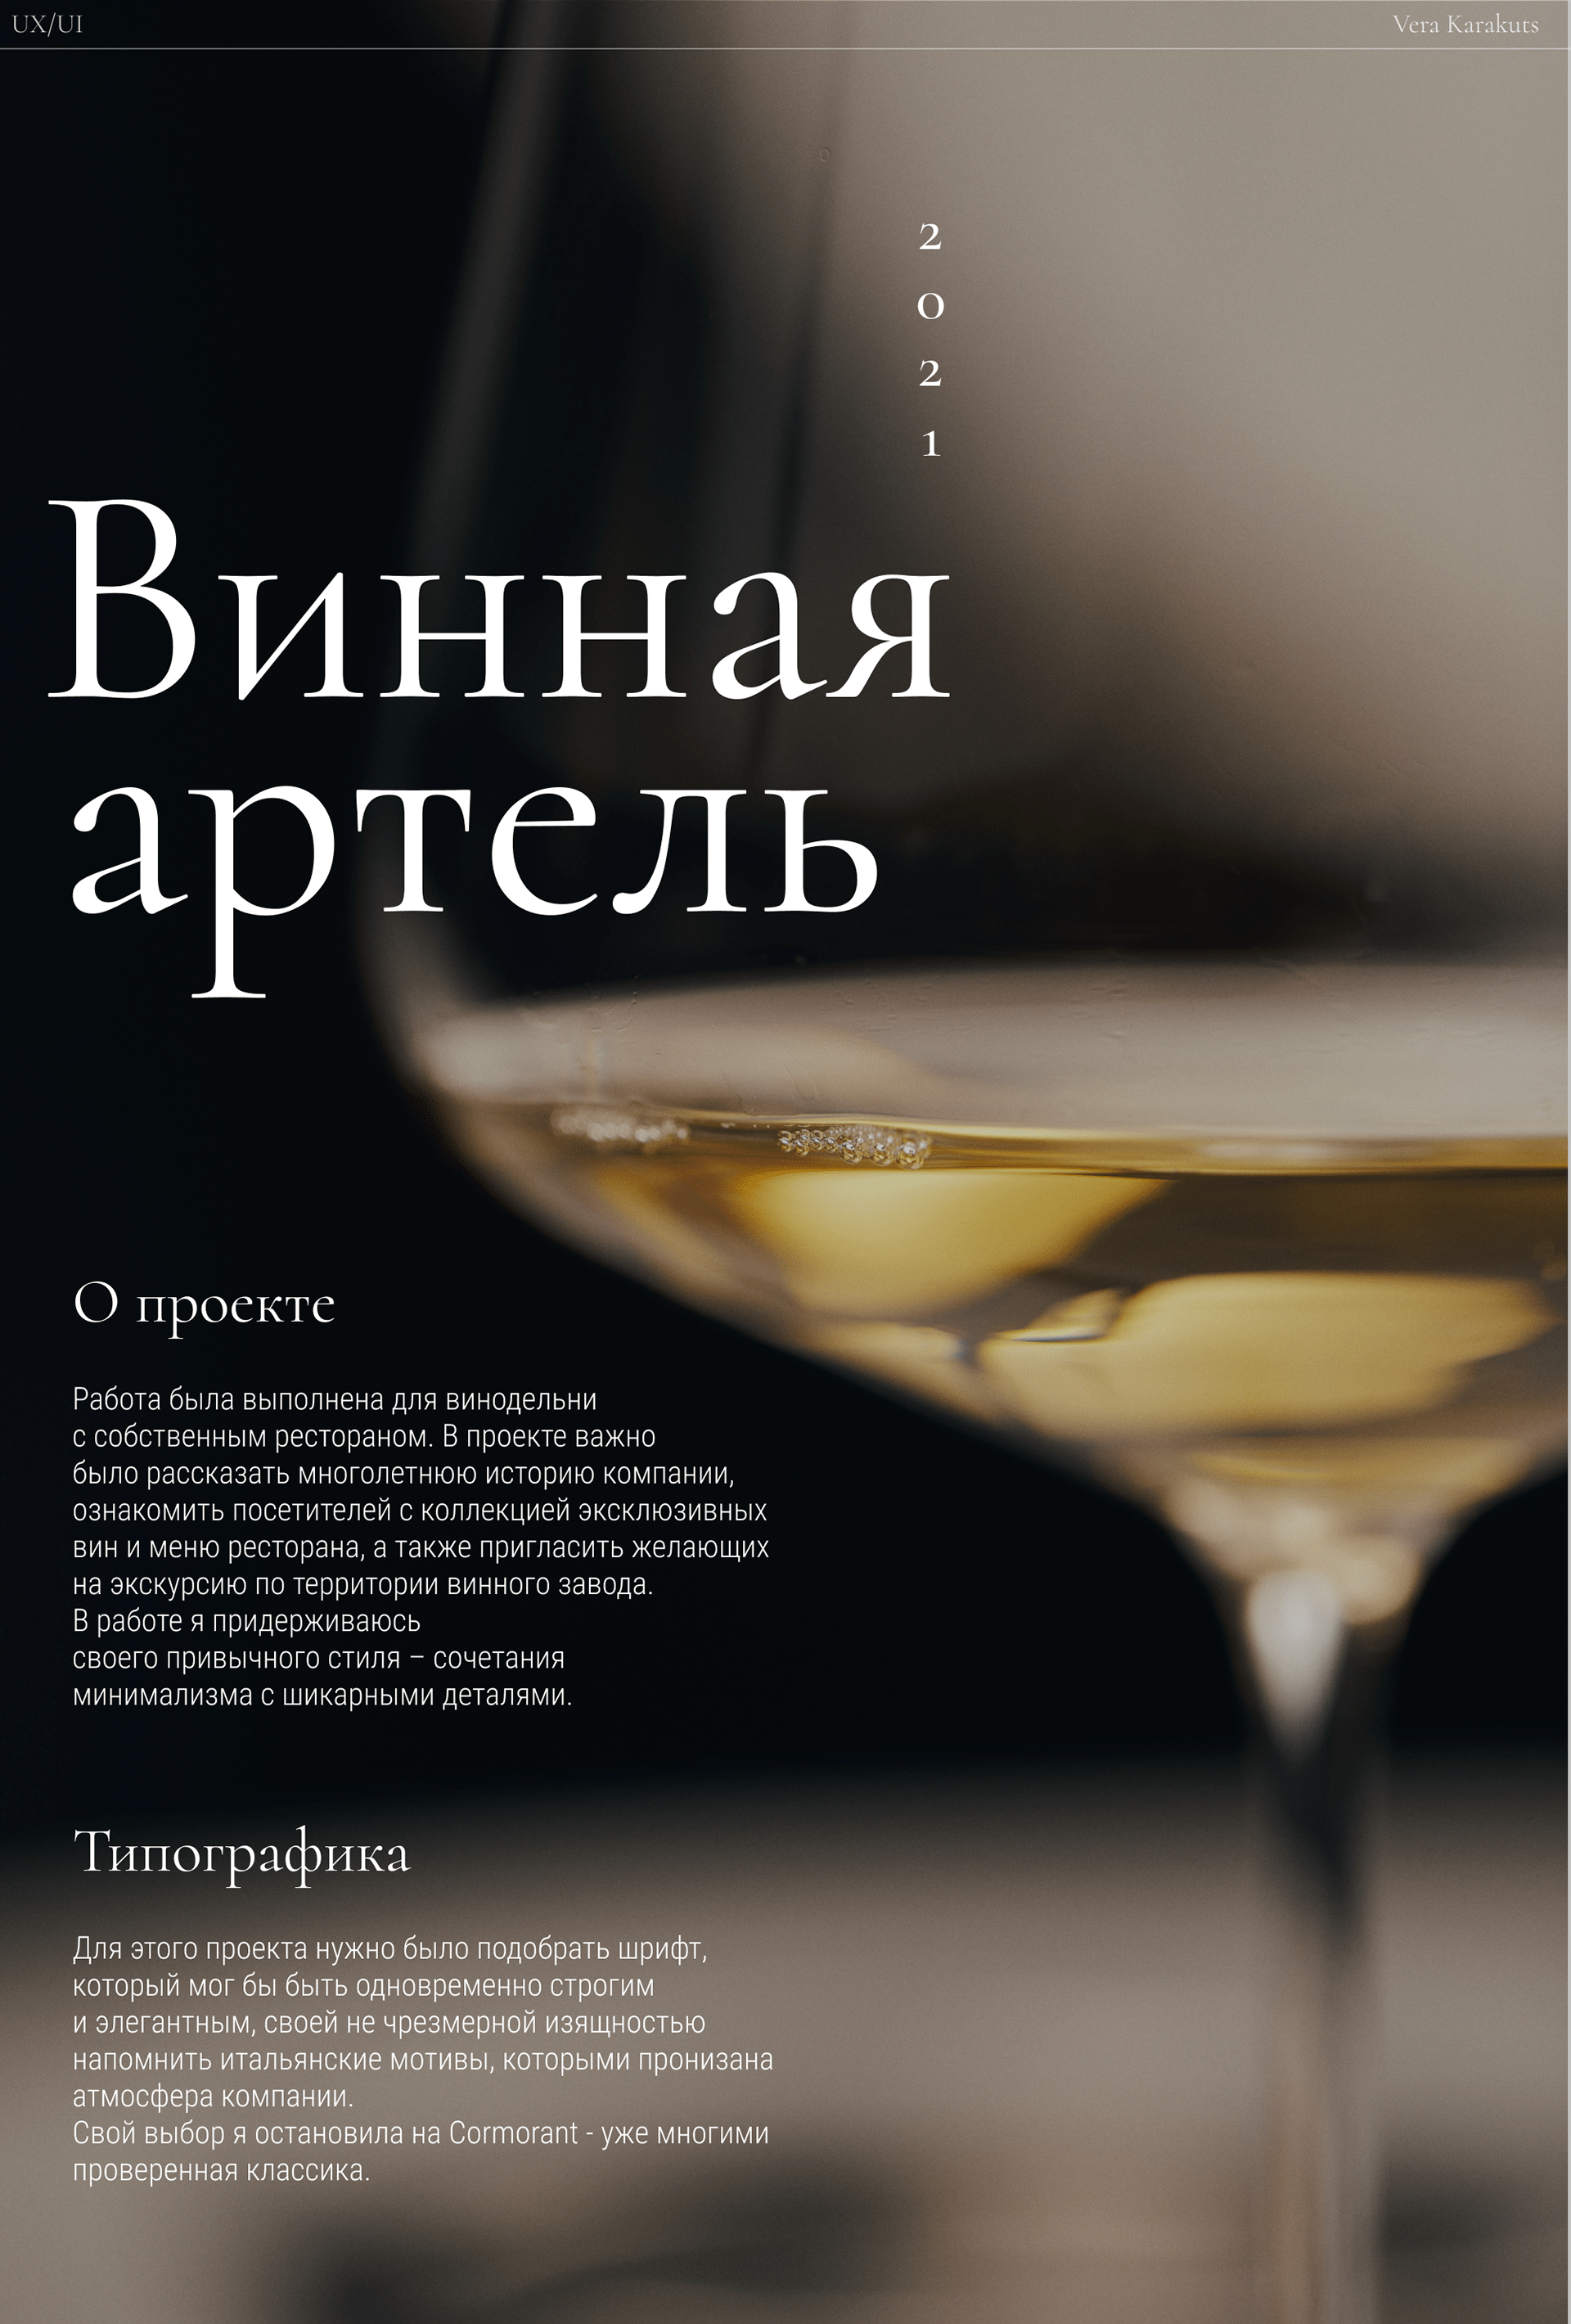 UX/UI
Vera Karakuts
2
0
2
1
Винная
артель
О проекте
Работа была выполнена для винодельни
с собственным рестораном. В проекте важно
было рассказать многолетнюю историю компании,
ознакомить посетителей с коллекцией эксклюзивных
вин и меню ресторана, а также пригласить желающих
на экскурсию по территории винного завода.
В работе я придерживаюсь
своего привычного стиля – сочетания
минимализма с шикарными деталями.
Типографика
Для этого проекта нужно было подобрать шрифт,
который мог бы быть одновременно строгим
и элегантным, своей не чрезмерной изящностью
напомнить итальянские мотивы, которыми пронизана
атмосфера компании.
Свой выбор я остановила на Cormorant - уже многими
проверенная классика.